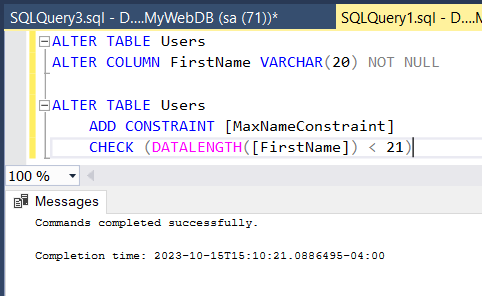 SQLQuery3.sql - D....MyWebDB (sa (71))*
SQLQuery1.sql - D....M
ALTER TABLE Users
ALTER COLUMN FirstName VARCHAR(20) NOT NULL
ALTER TABLE Users
ADD CONSTRAINT [MaxNameConstraint]
CHECK (DATALENGTH([FirstName]) < 21)
100 %
Messages
Commands completed successfully.
Completion time: 2023-10-15T15:10:21.0886495-04:00